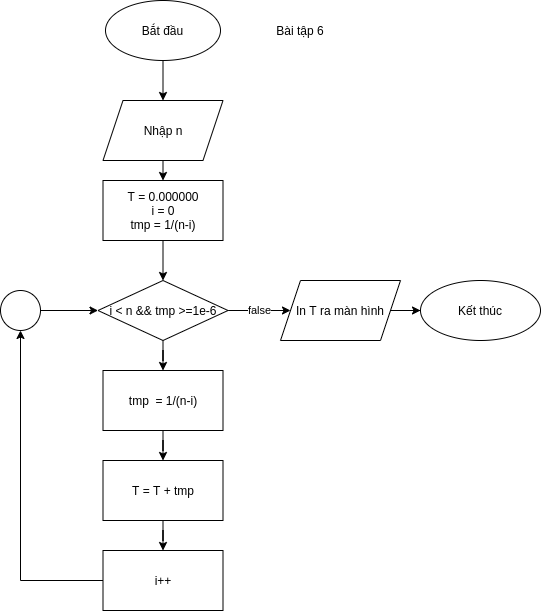 Bắt đầu
Bài tập 6
Nhập n
T = 0.000000
i = 0
tmp = 1/(n-i)
i < n && tmp >=1e-6
false
In T ra màn hình
Kết thúc
tmp  = 1/(n-i)
T = T + tmp
i++